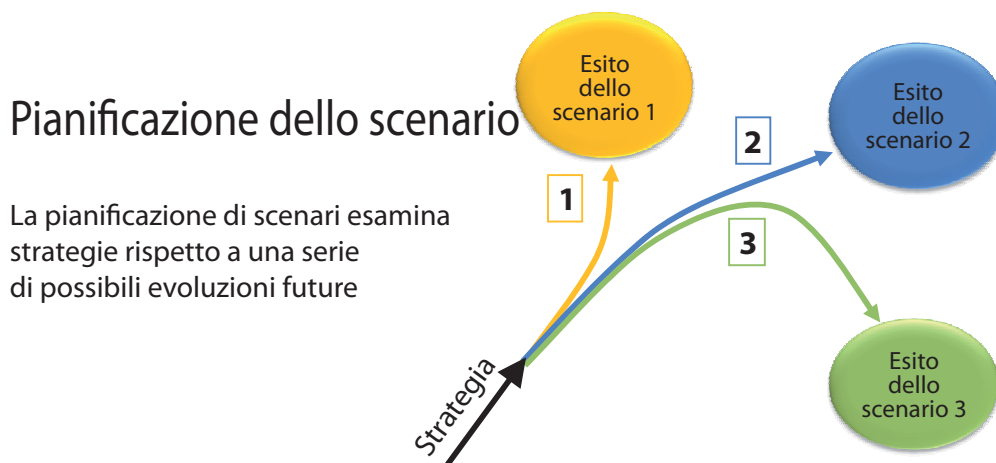 Pianificazione dello scenario
La pianificazione di scenari esamina
strategie rispetto a una serie
di possibili evoluzioni future
Esito
dello
scenario 1
Esito
dello
scenario 2
1
2
3
Esito
dello
scenario 3
Strategia